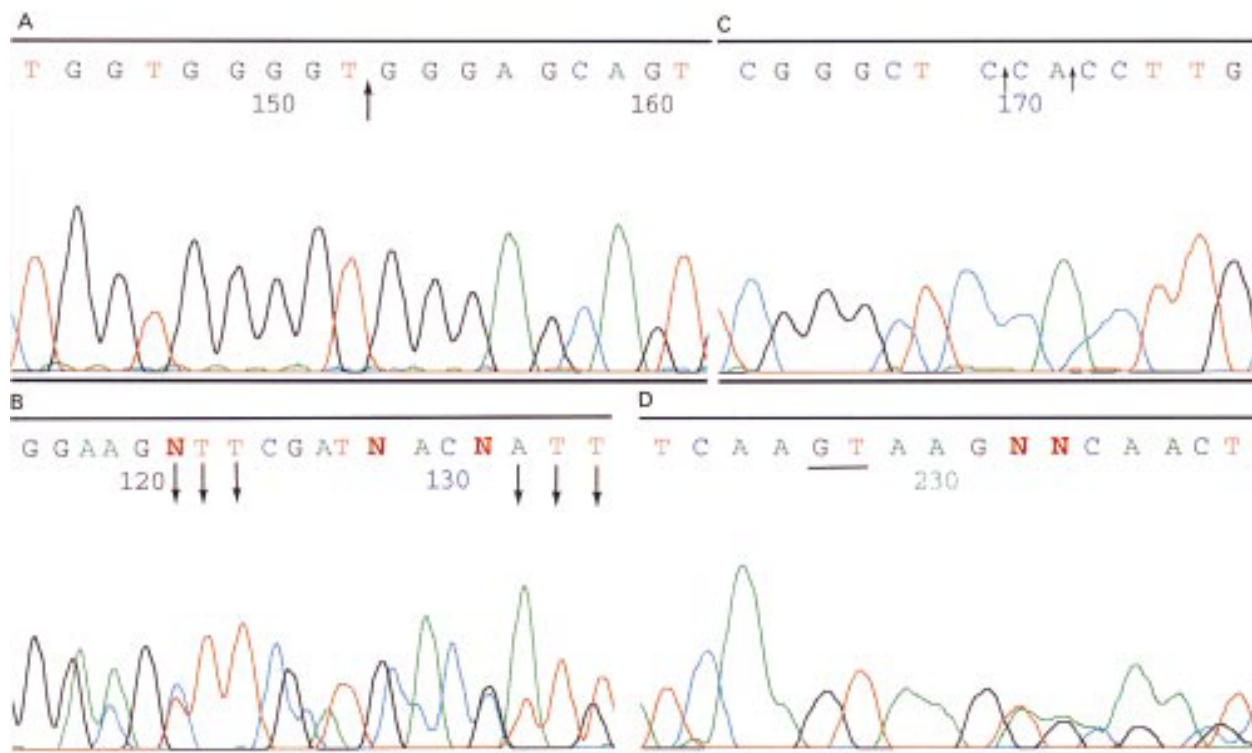 A
T G G T G G G G T G G G A G C A G T
150 160
C
C G G G C T C C A C C T T G
170
B
G G A A G N T T C G A T N A C N A T T
120 130
D
T C A A G T A A G N N C A A C T
230